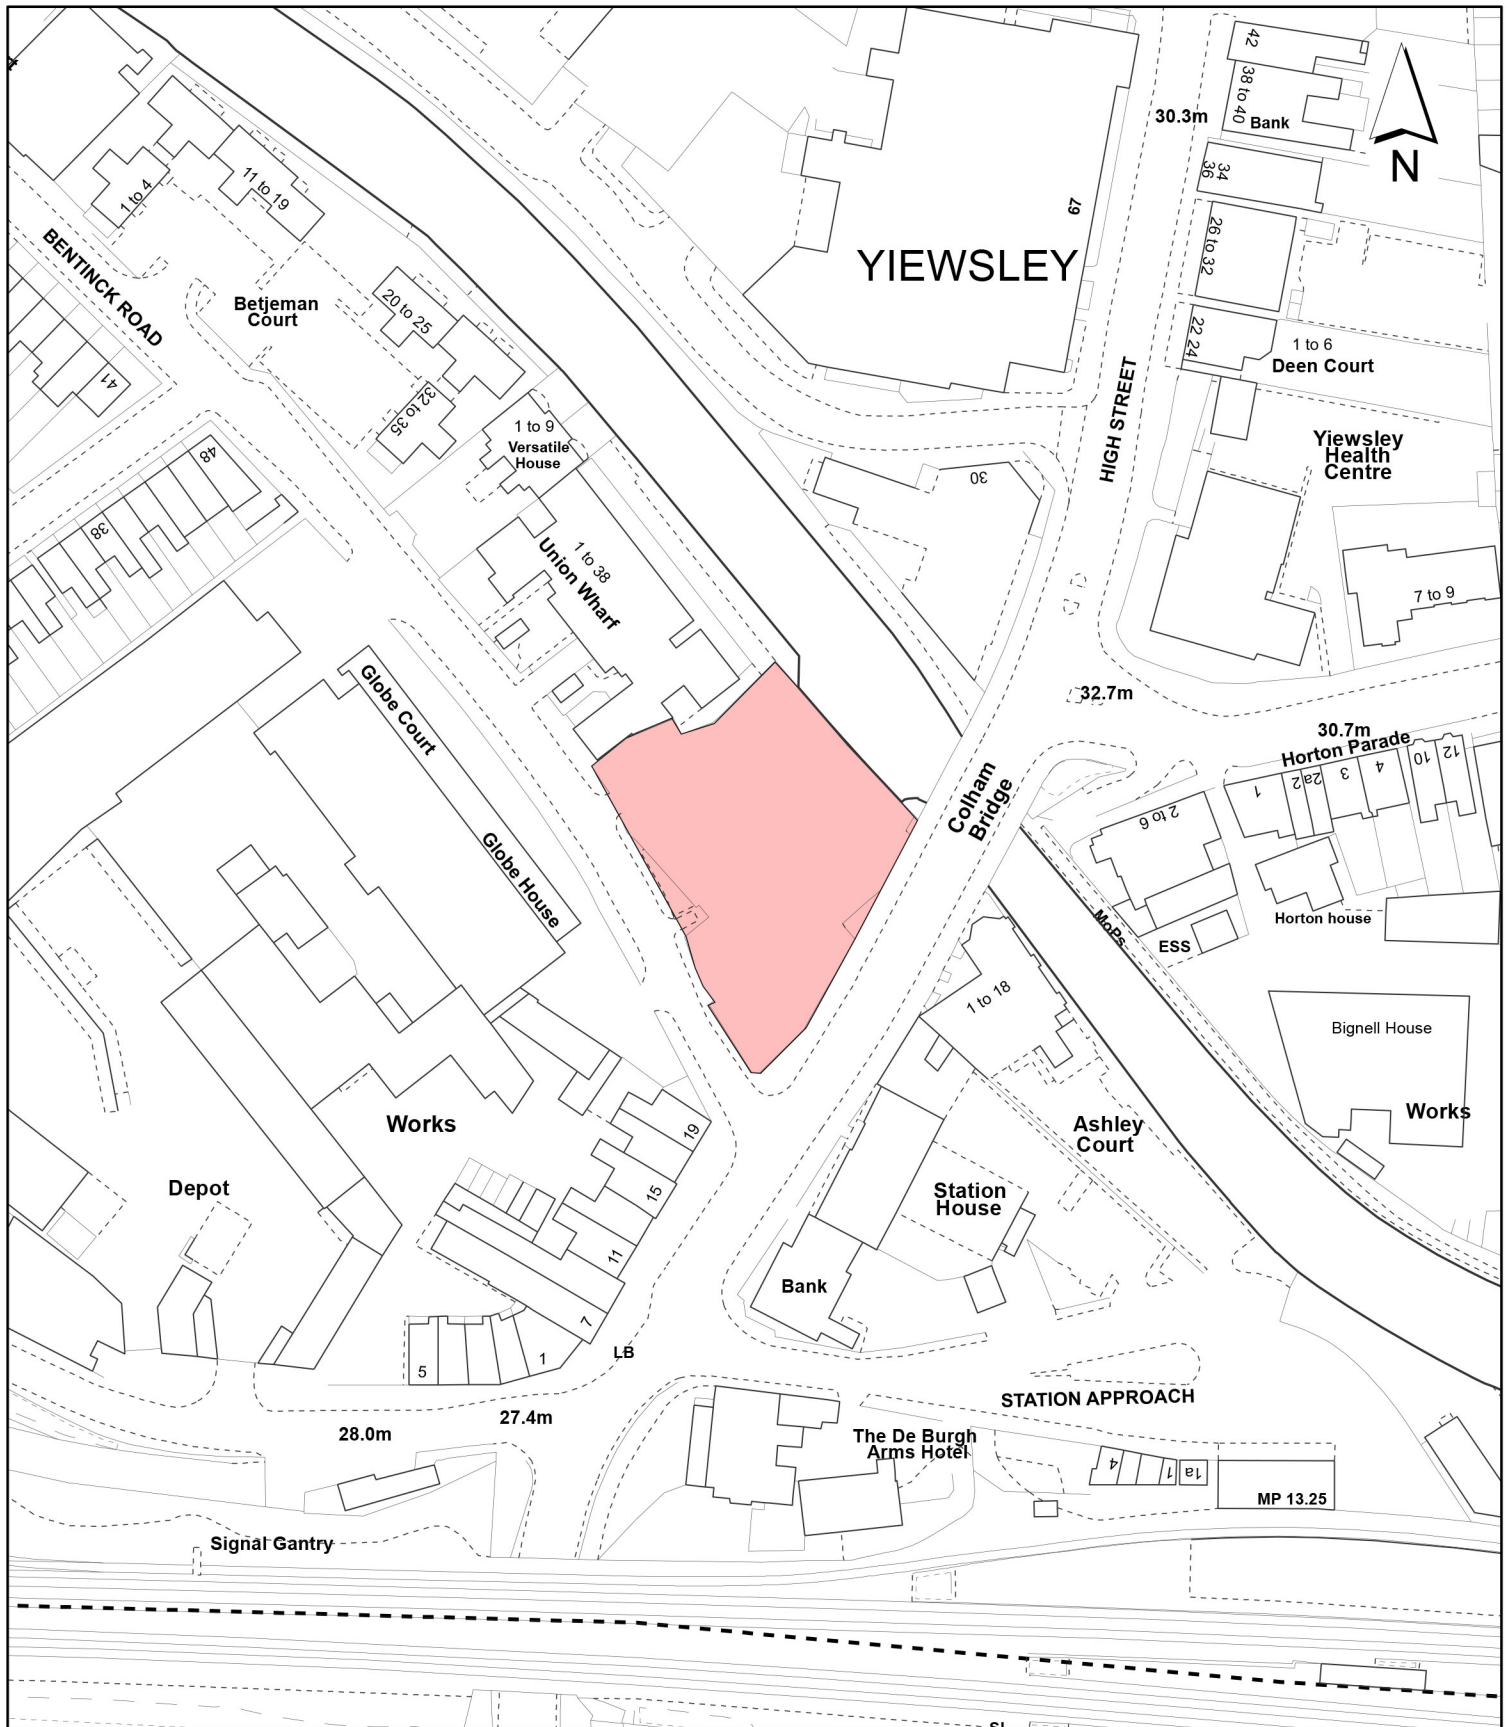 42
38 to 40
Bank
30.3m
N
34
36
1 to 4
11 to 19
67
YIEWSLEY
26 to 32
BENTINCK ROAD
Betjeman
Court
20 to 25
22 24
1 to 6
Deen Court
41
32 to 35
HIGH STREET
1 to 9
Versatile
House
Yiewsley
Health
Centre
48
30
38
1 to 38
Union Wharf
7 to 9
Globe Court
32.7m
30.7m
Horton Parade
1
2
2a
3
4
10
12
Colham
Bridge
2 to 6
Globe House
MoPs
ESS
Horton house
1 to 18
Bignell House
Works
Works
19
Ashley
Court
Depot
15
Station
House
11
Bank
7
LB
5
1
STATION APPROACH
27.4m
28.0m
The De Burgh
Arms Hotel
4
1
1a
MP 13.25
Signal Gantry